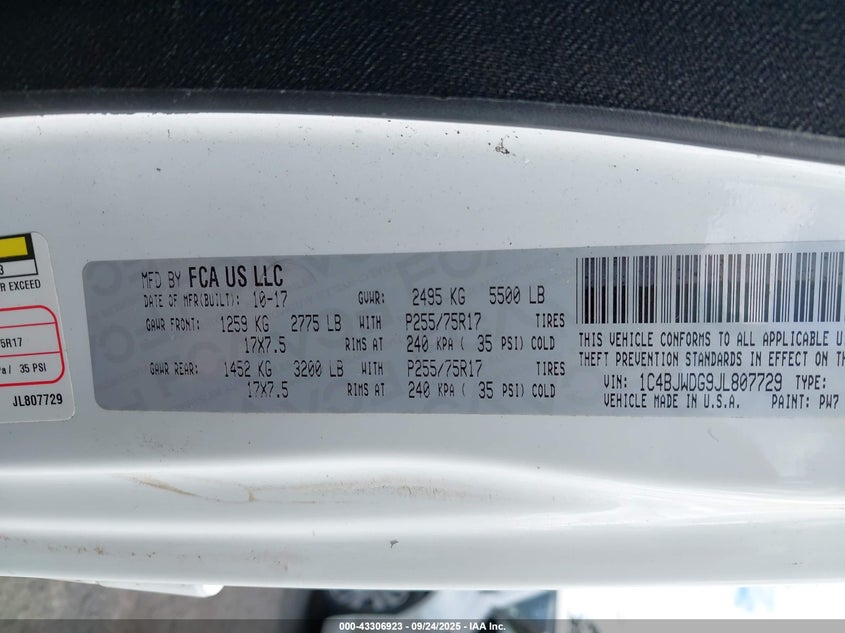 3
R EXCEED
5R17
a / 35 PSI
JL807729
MFD BY FCA US LLC
DATE OF MFR(BUILT): 10-17 GVWR: 2495 KG 5500 LB
GAWR FRONT: 1259 KG 2775 LB WITH P255/75R17 TIRES
17X7.5 RIMS AT 240 KPA ( 35 PSI) COLD
GAWR REAR: 1452 KG 3200 LB WITH P255/75R17 TIRES
17X7.5 RIMS AT 240 KPA ( 35 PSI) COLD
THIS VEHICLE CONFORMS TO ALL APPLICABLE U
THEFT PREVENTION STANDARDS IN EFFECT ON THE
VIN: 1C4BJWDG9JL807729 TYPE:
VEHICLE MADE IN U.S.A. PAINT: PW7
000-43306923 - 09/24/2025 - IAA Inc.